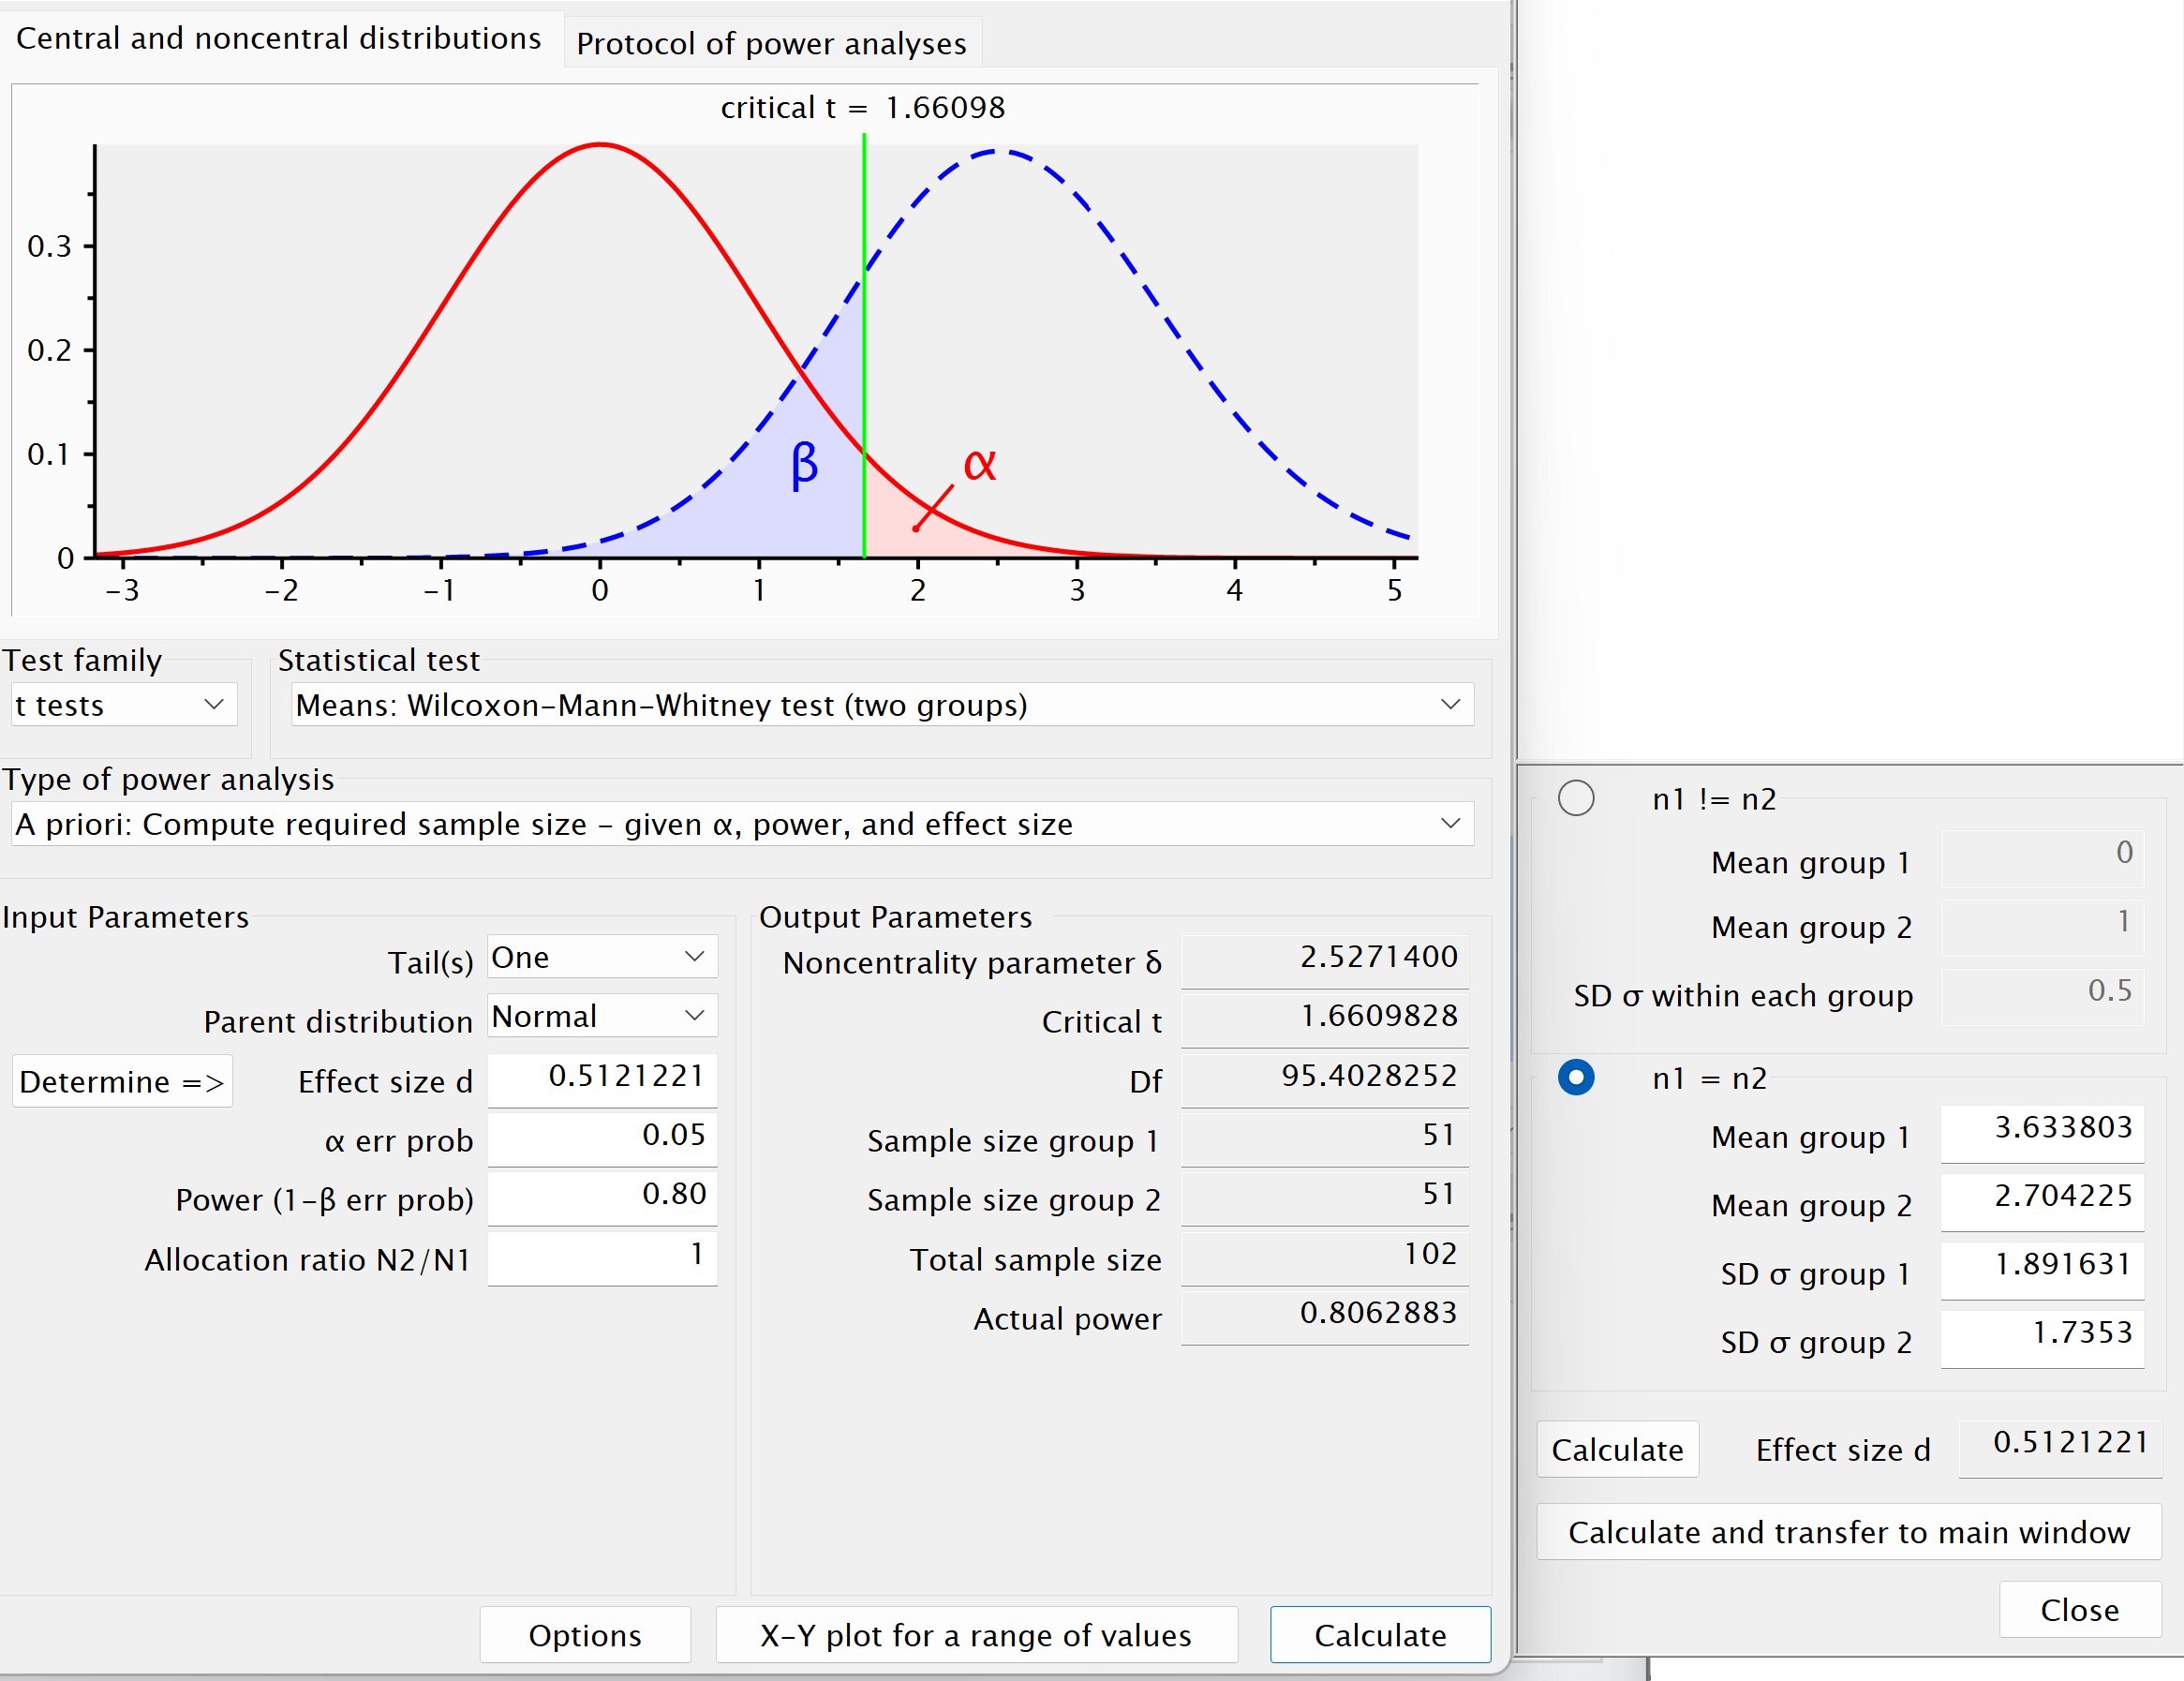 Central and noncentral distributions
Protocol of power analyses
critical t = 1.66098
0.3
0.2
0.1
0
β
α
-3 -2 -1 0 1 2 3 4 5
Test family
Statistical test
t tests
Means: Wilcoxon-Mann-Whitney test (two groups)
Type of power analysis
A priori: Compute required sample size - given α, power, and effect size
Input Parameters
Tail(s) One
Parent distribution Normal
Determine => Effect size d 0.5121221
α err prob 0.05
Power (1-β err prob) 0.80
Allocation ratio N2/N1 1
Output Parameters
Noncentrality parameter δ 2.5271400
Critical t 1.6609828
Df 95.4028252
Sample size group 1 51
Sample size group 2 51
Total sample size 102
Actual power 0.8062883
Options
X-Y plot for a range of values
Calculate
n1 != n2
Mean group 1 0
Mean group 2 1
SD σ within each group 0.5
n1 = n2
Mean group 1 3.633803
Mean group 2 2.704225
SD σ group 1 1.891631
SD σ group 2 1.7353
Calculate Effect size d 0.5121221
Calculate and transfer to main window
Close